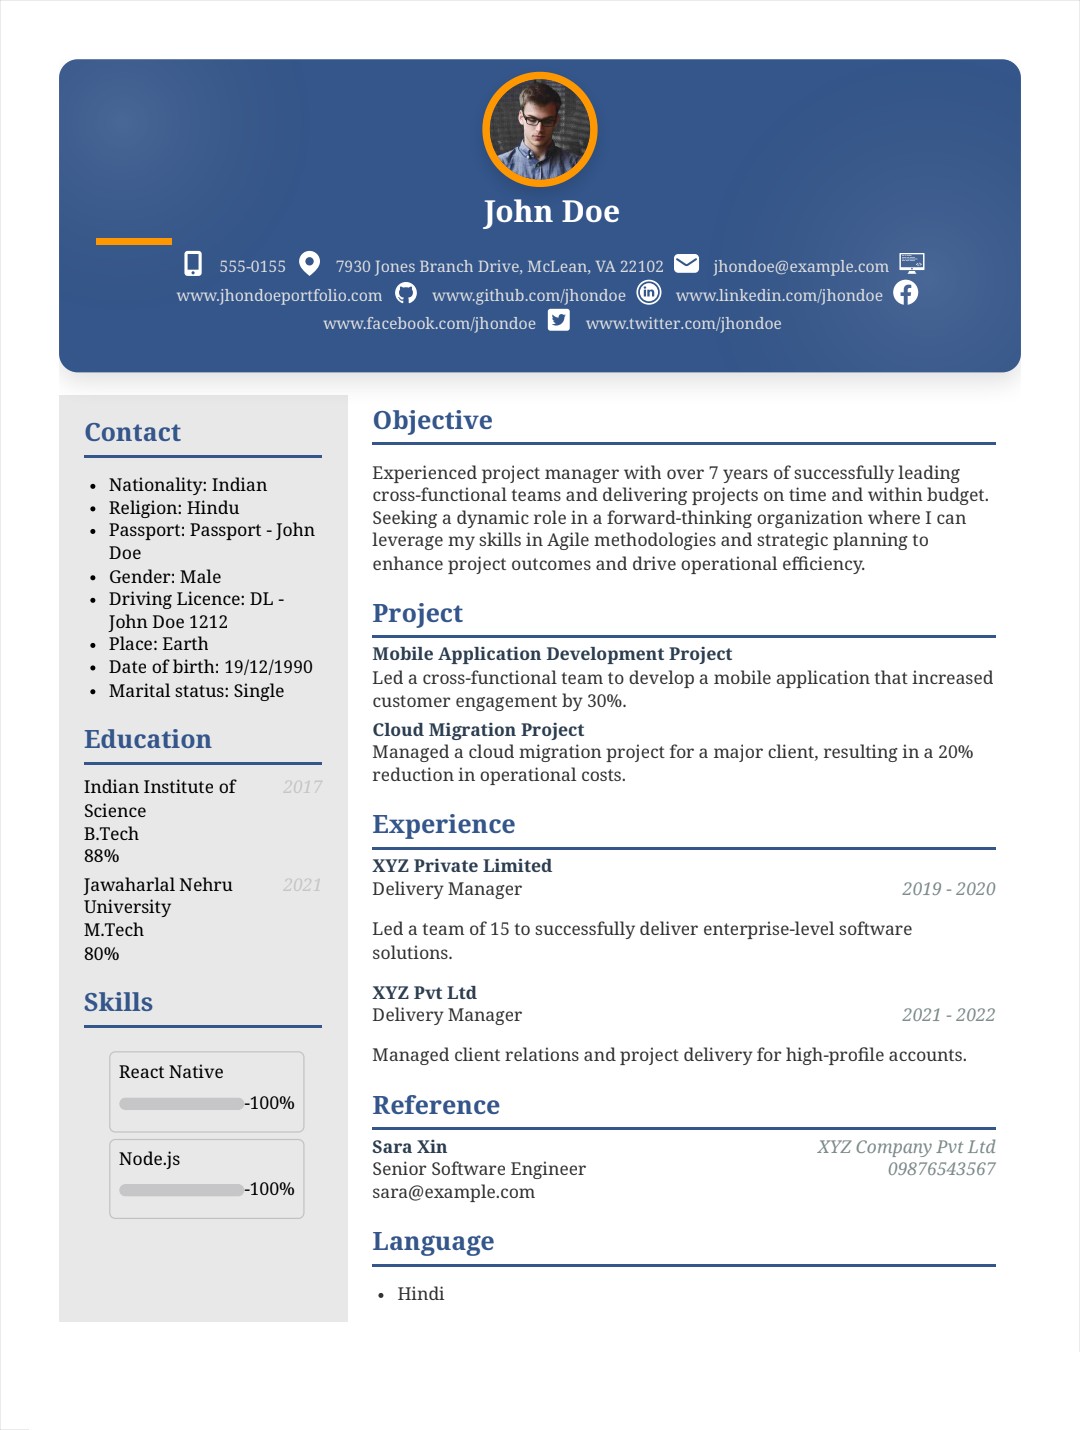 John Doe
555-0155 7930 Jones Branch Drive, McLean, VA 22102 jhondoe@example.com
www.jhondoeportfolio.com www.github.com/jhondoe www.linkedin.com/jhondoe
www.facebook.com/jhondoe www.twitter.com/jhondoe
Contact
• Nationality: Indian
• Religion: Hindu
• Passport: Passport - John
Doe
• Gender: Male
• Driving Licence: DL -
John Doe 1212
• Place: Earth
• Date of birth: 19/12/1990
• Marital status: Single
Education
Indian Institute of 2017
Science
B.Tech
88%
Jawaharlal Nehru 2021
University
M.Tech
80%
Skills
React Native
-100%
Node.js
-100%
Objective
Experienced project manager with over 7 years of successfully leading
cross-functional teams and delivering projects on time and within budget.
Seeking a dynamic role in a forward-thinking organization where I can
leverage my skills in Agile methodologies and strategic planning to
enhance project outcomes and drive operational efficiency.
Project
Mobile Application Development Project
Led a cross-functional team to develop a mobile application that increased
customer engagement by 30%.
Cloud Migration Project
Managed a cloud migration project for a major client, resulting in a 20%
reduction in operational costs.
Experience
XYZ Private Limited
Delivery Manager 2019 - 2020
Led a team of 15 to successfully deliver enterprise-level software
solutions.
XYZ Pvt Ltd
Delivery Manager 2021 - 2022
Managed client relations and project delivery for high-profile accounts.
Reference
Sara Xin XYZ Company Pvt Ltd
Senior Software Engineer 09876543567
sara@example.com
Language
• Hindi